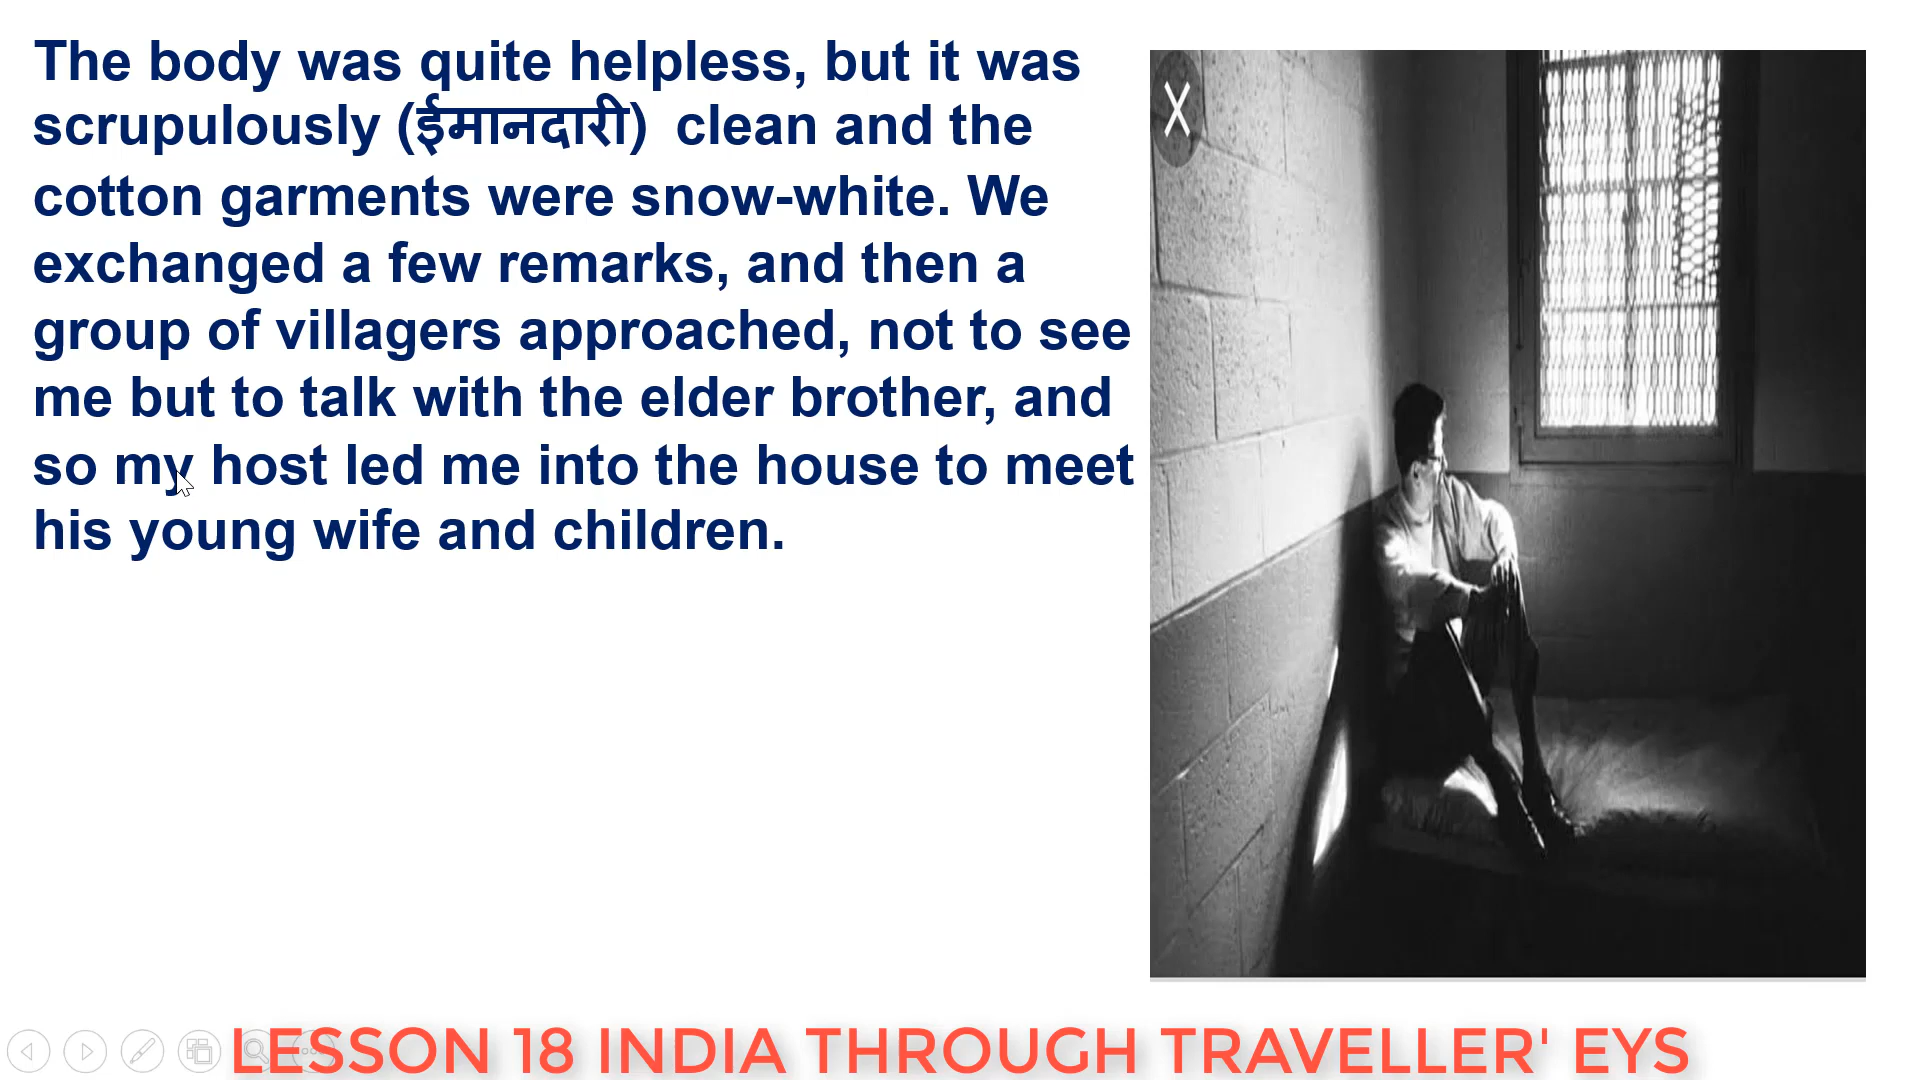 The body was quite helpless, but it was
scrupulously (ईमानदारी) clean and the
cotton garments were snow-white. We
exchanged a few remarks, and then a
group of villagers approached, not to see
me but to talk with the elder brother, and
so my host led me into the house to meet
his young wife and children.
X
LESSON 18 INDIA THROUGH TRAVELLER' EYS